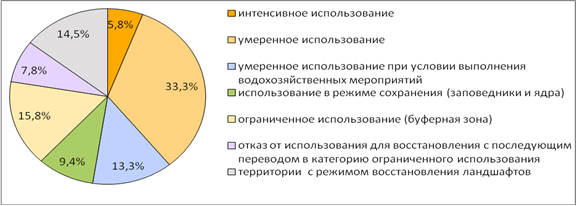 5,8%
33,3%
13,3%
9,4%
15,8%
7,8%
14,5%
интенсивное использование
умеренное использование
умеренное использование при условии выполнения
водохозяйственных мероприятий
использование в режиме сохранения (заповедники и ядра)
ограниченное использование (буферная зона)
отказ от использования для восстановления с последующим
переводом в категорию ограниченного использования
территории с режимом восстановления ландшафтов